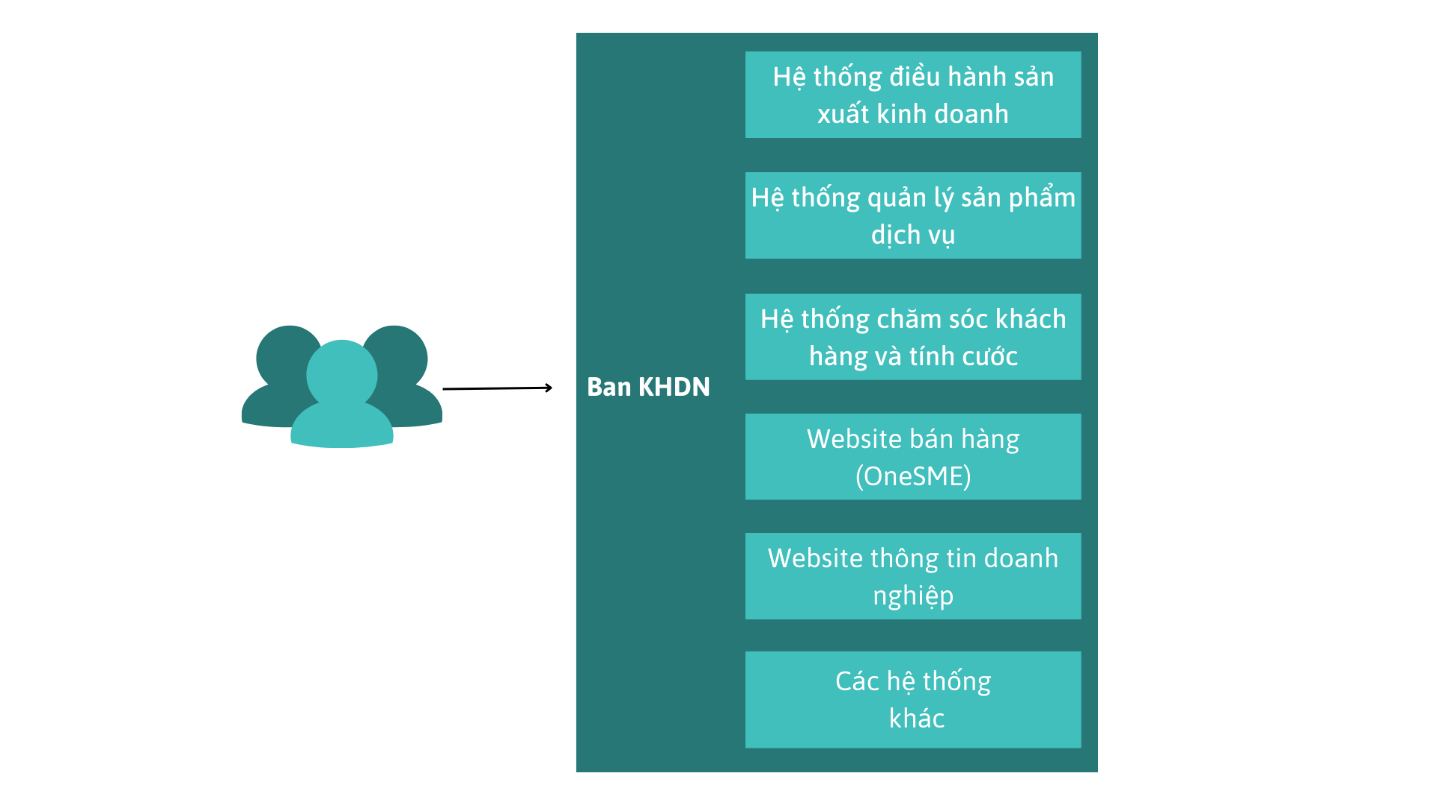 Hệ thống điều hành sản
xuất kinh doanh
Hệ thống quản lý sản phẩm
dịch vụ
Hệ thống chăm sóc khách
hàng và tính cước
Ban KHDN
Website bán hàng
(OneSME)
Website thông tin doanh
nghiệp
Các hệ thống
khác